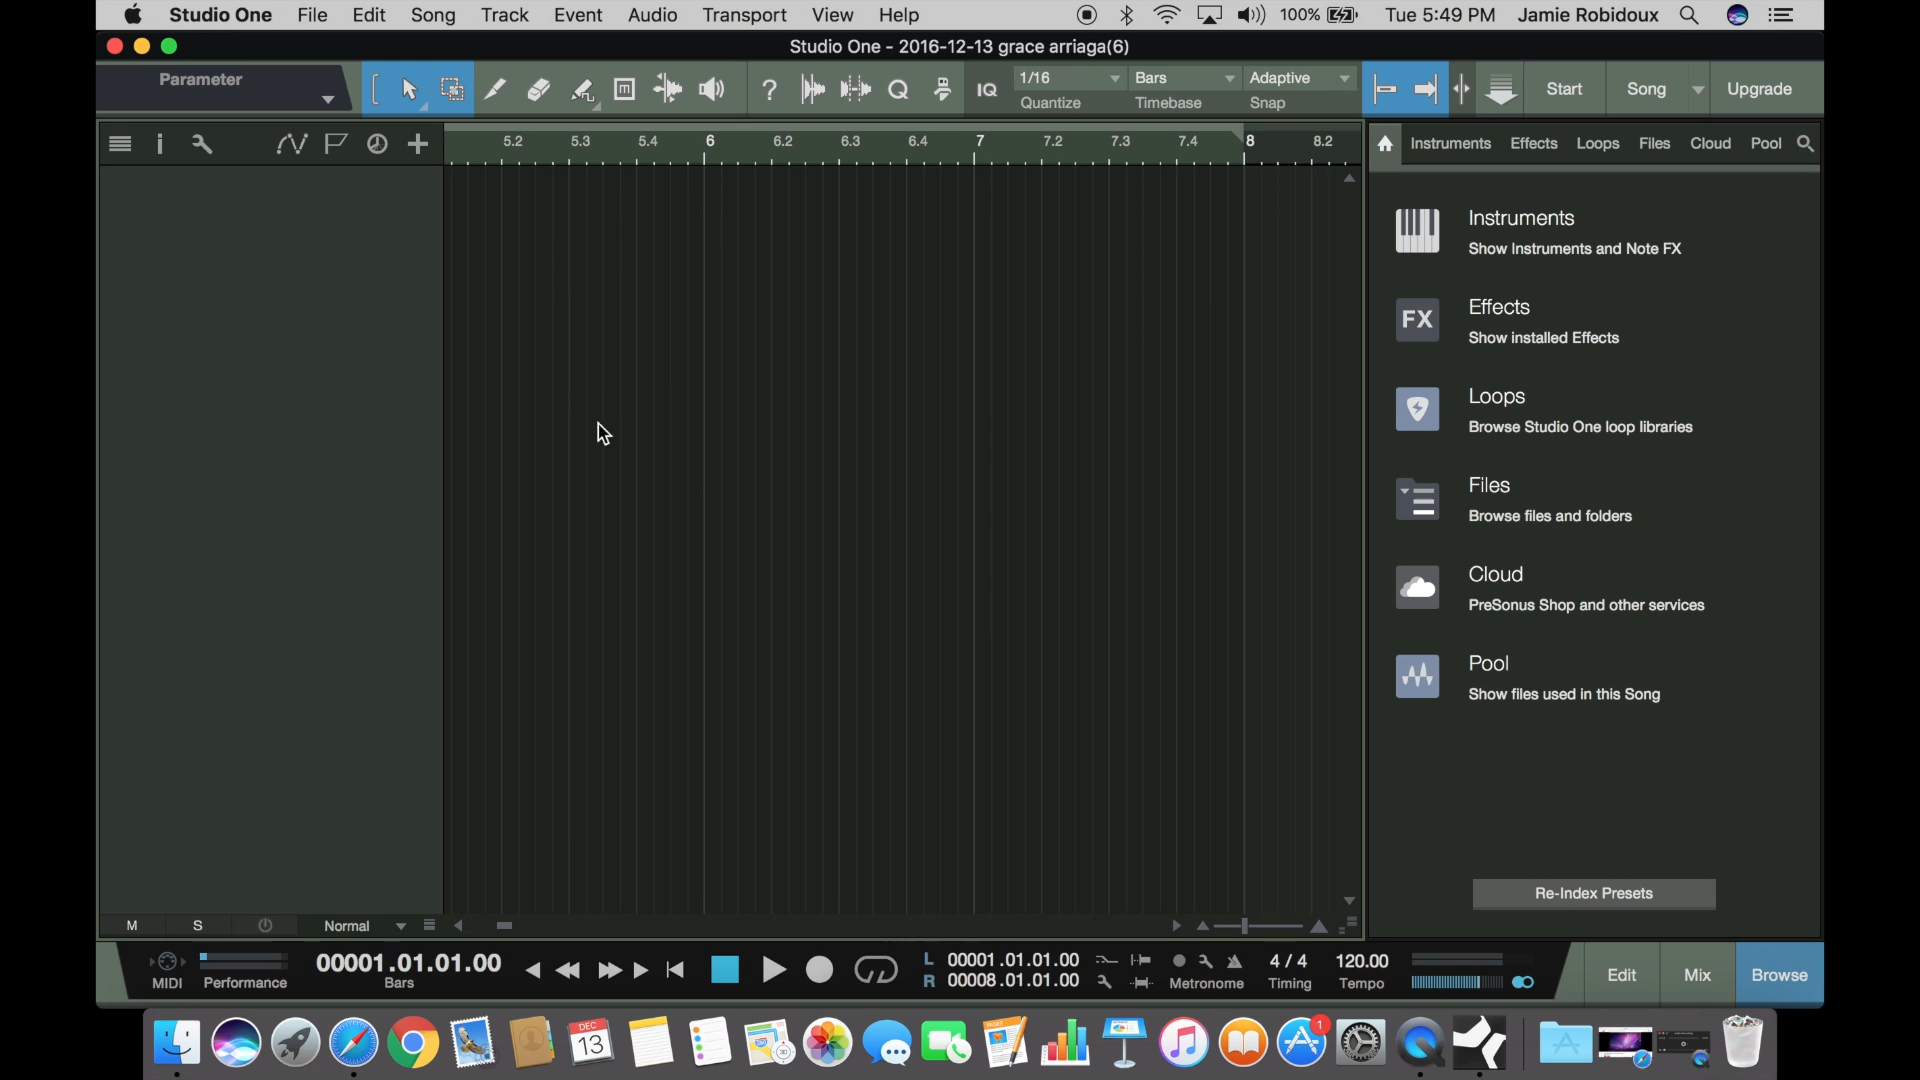 Studio One File Edit Song Track Event Audio Transport View Help 100% Tue 5:49 PM Jamie Robidoux
Studio One - 2016-12-13 grace arriaga(6)
Parameter
1/16 Bars Adaptive
IQ Quantize Timebase Snap
Start Song Upgrade
5.2 5.3 5.4 6 6.2 6.3 6.4 7 7.2 7.3 7.4 8 8.2
Instruments Effects Loops Files Cloud Pool
Instruments
Show Instruments and Note FX
FX
Effects
Show installed Effects
Loops
Browse Studio One loop libraries
Files
Browse files and folders
Cloud
PreSonus Shop and other services
Pool
Show files used in this Song
Re-Index Presets
M S Normal
L 00001.01.01.00
R 00008.01.01.00
00001.01.01.00
4 / 4 120.00
MIDI Performance Bars Metronome Timing Tempo
Edit Mix Browse
DEC
13
1